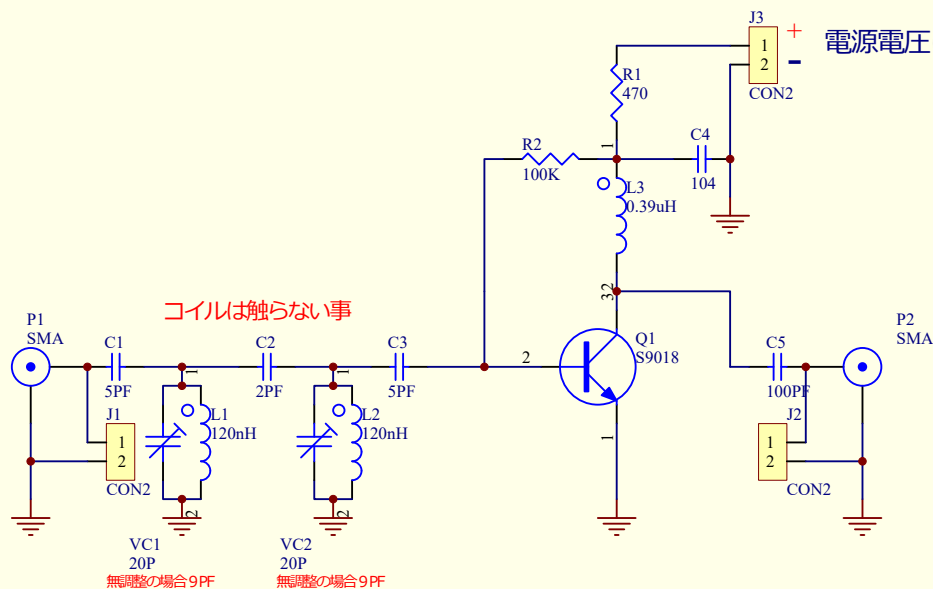 J3
+
電源電圧
1
2
-
CON2
R1
470
1
C4
104
R2
100K
L3
0.39uH
2
3
コイルは触らない事
P1
SMA
C1
5PF
1
C2
2PF
1
C3
5PF
2
Q1
S9018
1
C5
100PF
P2
SMA
J1
1
2
CON2
L1
120nH
2
L2
120nH
2
J2
1
2
CON2
VC1
20P
無調整の場合9PF
VC2
20P
無調整の場合9PF